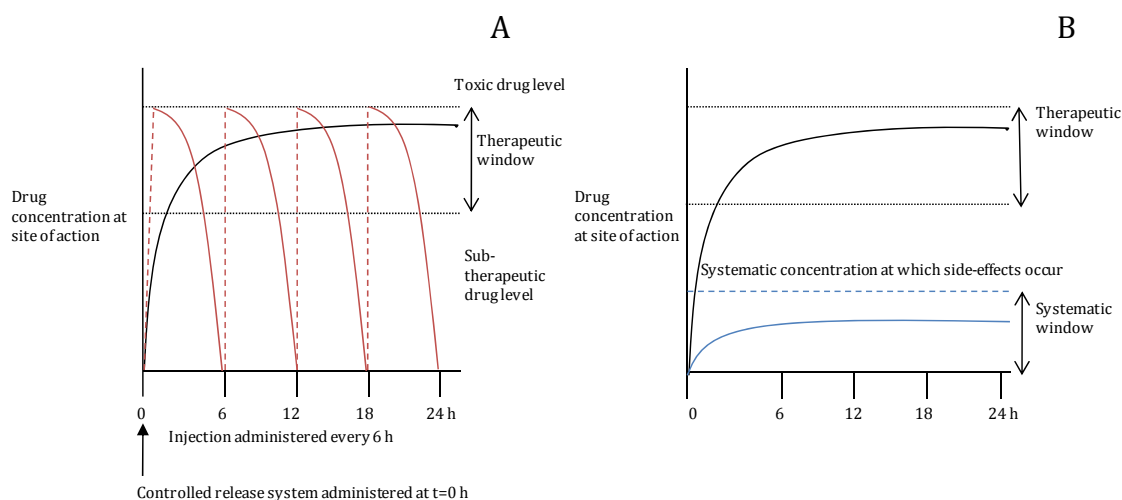 A
Toxic drug level
Therapeutic
window
Drug
concentration at
site of action
Sub-
therapeutic
drug level
0 6 12 18 24 h
Injection administered every 6 h
Controlled release system administered at t=0 h
B
Therapeutic
window
Drug
concentration
at site of action
Systematic concentration at which side-effects occur
Systematic
window
0 6 12 18 24 h